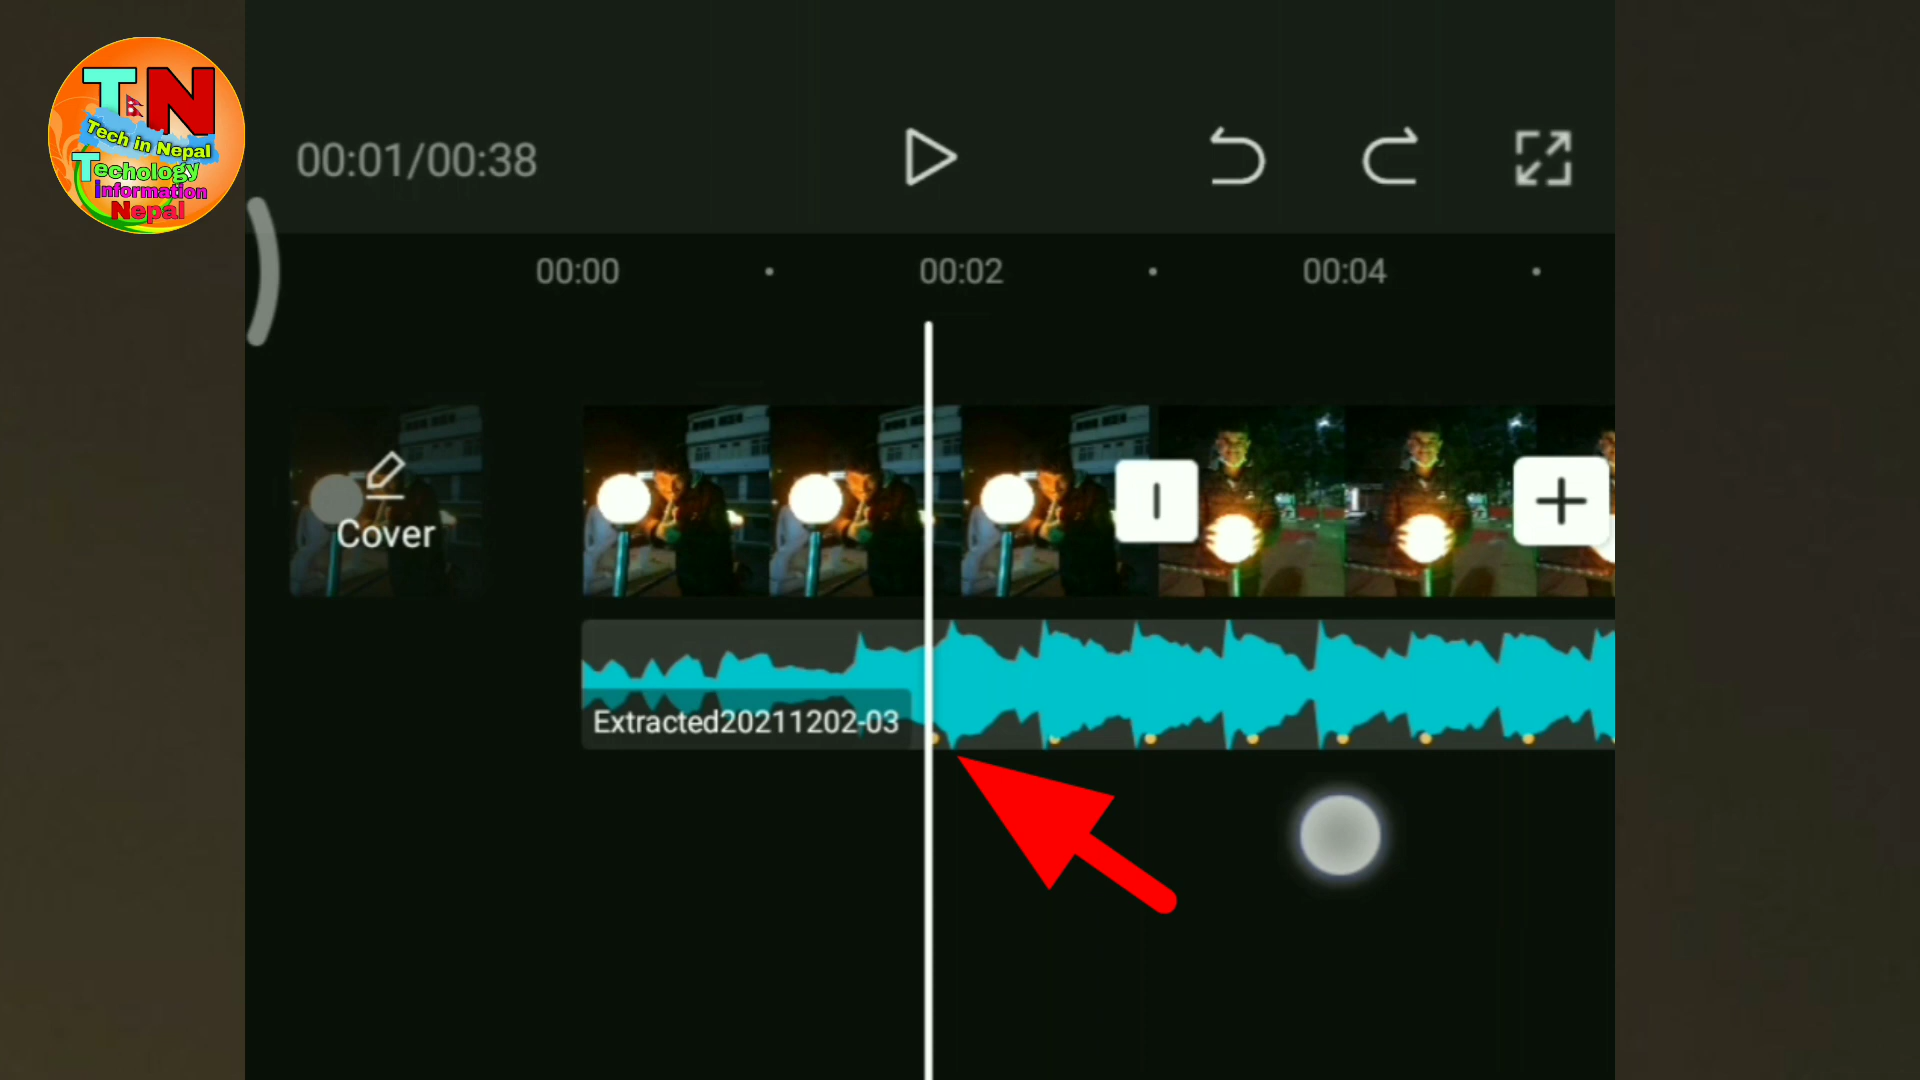 TN
Tech in Nepal
Techology
Information
Nepal
00:01/00:38
00:00
00:02
00:04
Cover
Extracted20211202-03